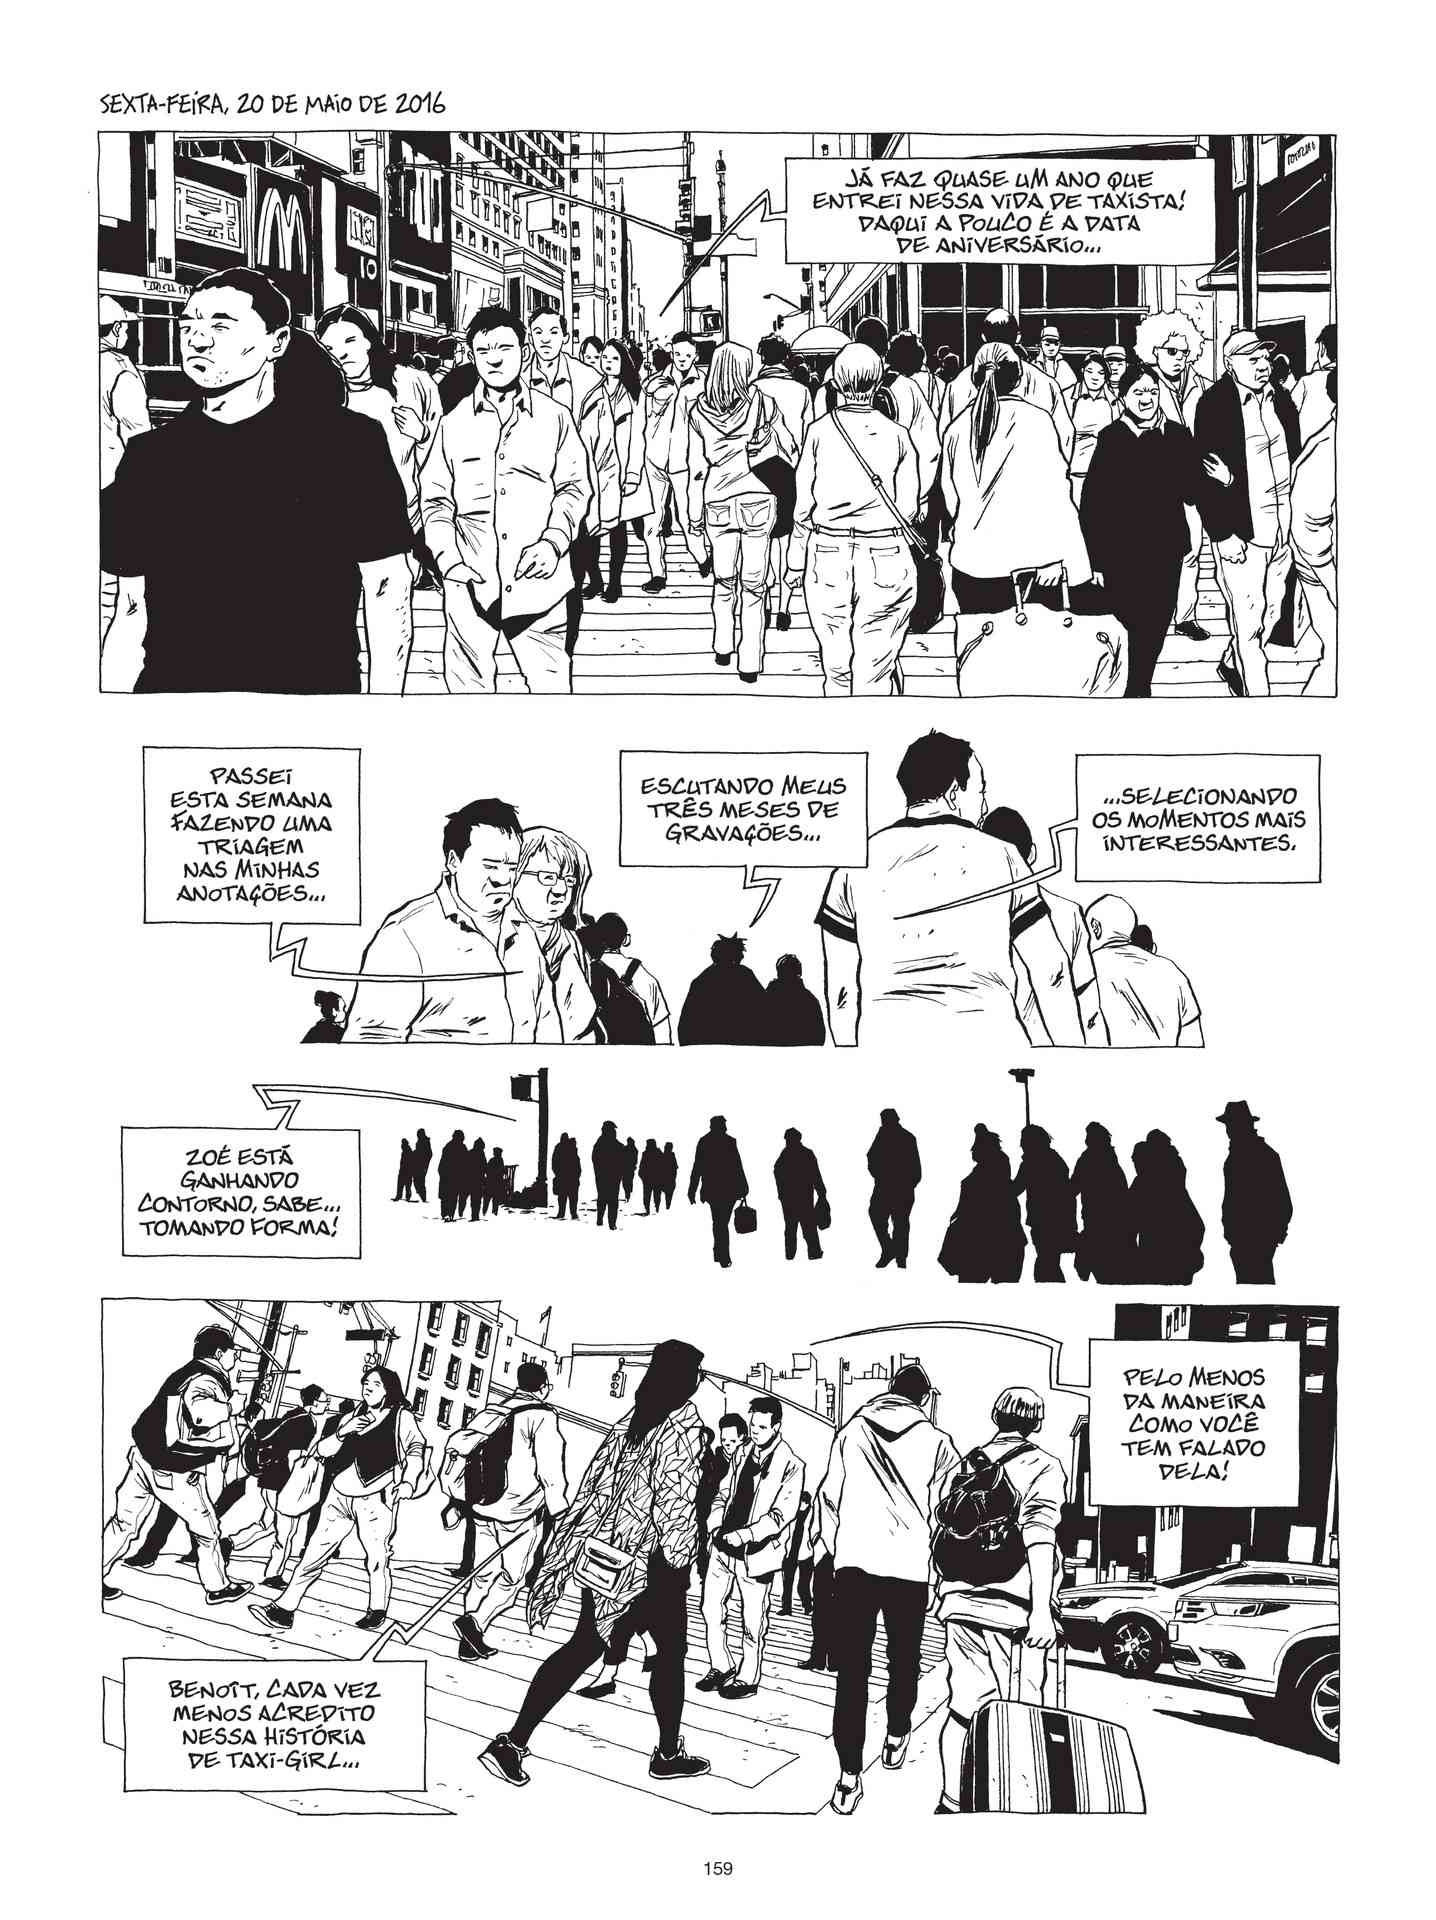 SEXTA-FEIRA, 20 DE MAIO DE 2016
JÁ FAZ QUASE UM ANO QUE
ENTREI NESSA VIDA DE TAXISTA!
DAQUI A POUCO É A DATA
DE ANIVERSÁRIO...
10
PASSEI
ESTA SEMANA
FAZENDO UMA
TRIAGEM
NAS MINHAS
ANOTAÇÕES...
ESCUTANDO MEUS
TRÊS MESES DE
GRAVAÇÕES...
...SELECIONANDO
OS MOMENTOS MAIS
INTERESSANTES.
ZOÉ ESTÁ
GANHANDO
CONTORNO, SABE...
TOMANDO FORMA!
PELO MENOS
DA MANEIRA
COMO VOCÊ
TEM FALADO
DELA!
BENOÎT, CADA VEZ
MENOS ACREDITO
NESSA HISTÓRIA
DE TAXI-GIRL...
159